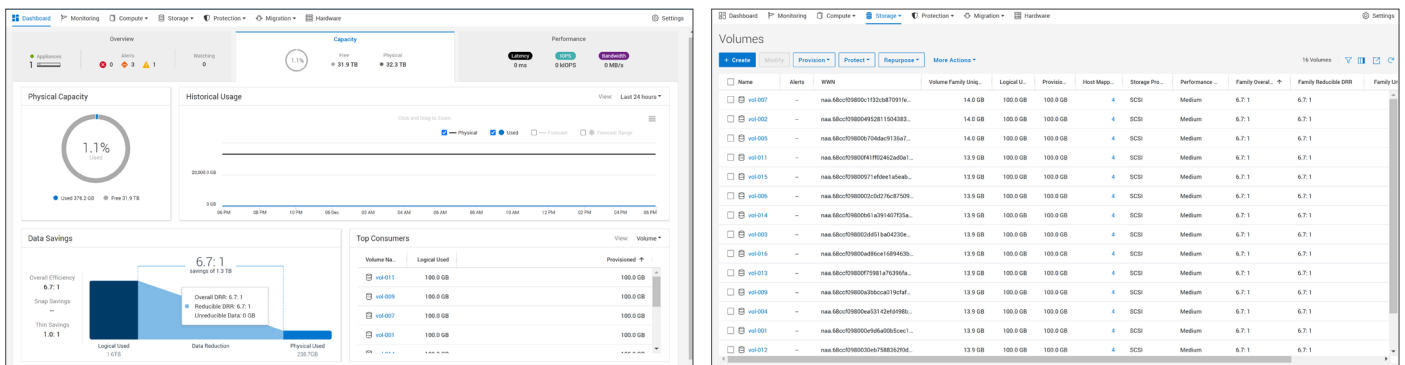 Dashboard Monitoring Compute Storage Protection Migration Hardware Settings
Overview
Appliances
1
Alerts
0 3 1
Watching
0
Capacity
1.1%
Free
31.9 TB
Physical
32.3 TB
Performance
Latency IOPS Bandwidth
0 ms 0 kIOPS 0 MB/s
Physical Capacity
1.1%
Used
Used 376.2 GB Free 31.9 TB
Historical Usage
View: Last 24 hours
Click and Drag to Zoom
Physical Used Forecast Forecast Range
20,000.0 GB
0 GB
06 PM 08 PM 10 PM 06 Dec 02 AM 04 AM 06 AM 08 AM 10 AM 12 PM 02 PM 04 PM 06 PM
Data Savings
6.7: 1
savings of 1.3 TB
Overall Efficiency
6.7: 1
Snap Savings
--
Thin Savings
1.0: 1
Overall DRR: 6.7: 1
Reducible DRR: 6.7: 1
Unreducible Data: 0 GB
Logical Used
1.6TB
Data Reduction
Physical Used
238.7GB
Top Consumers
View: Volume
Volume Na... Logical Used Provisioned
vol-011 100.0 GB 100.0 GB
vol-009 100.0 GB 100.0 GB
vol-007 100.0 GB 100.0 GB
vol-001 100.0 GB 100.0 GB
Dashboard Monitoring Compute Storage Protection Migration Hardware Settings
Volumes
+ Create Modify Provision Protect Repurpose More Actions 16 Volumes
Name Alerts WWN Volume Family Uniq... Logical U... Provisio... Host Mapp... Storage Pro... Performance ... Family Overal... Family Reducible DRR Family Un
vol-007 -- 14.0 GB 100.0 GB 100.0 GB 4 SCSI Medium 6.7: 1 6.7: 1
vol-002 -- naa.68ccf098004952811504383... 14.0 GB 100.0 GB 100.0 GB 4 SCSI Medium 6.7: 1 6.7: 1
vol-005 -- naa.68ccf09800b704dac9136a7... 14.0 GB 100.0 GB 100.0 GB 4 SCSI Medium 6.7: 1 6.7: 1
vol-011 -- naa.68ccf09800f41ff02462ad0a1... 13.9 GB 100.0 GB 100.0 GB 4 SCSI Medium 6.7: 1 6.7: 1
vol-015 -- naa.68ccf09800971efdee1a5eab... 13.9 GB 100.0 GB 100.0 GB 4 SCSI Medium 6.7: 1 6.7: 1
vol-006 -- naa.68ccf0980002c0d276c87509... 13.9 GB 100.0 GB 100.0 GB 4 SCSI Medium 6.7: 1 6.7: 1
vol-014 -- naa.68ccf09800b61a391407f35a... 13.9 GB 100.0 GB 100.0 GB 4 SCSI Medium 6.7: 1 6.7: 1
vol-003 -- naa.68ccf098002dd51ba04230e... 13.9 GB 100.0 GB 100.0 GB 4 SCSI Medium 6.7: 1 6.7: 1
vol-016 -- naa.68ccf09800ad86ce1689463b... 13.9 GB 100.0 GB 100.0 GB 4 SCSI Medium 6.7: 1 6.7: 1
vol-013 -- naa.68ccf09800f75981a76396fa... 13.9 GB 100.0 GB 100.0 GB 4 SCSI Medium 6.7: 1 6.7: 1
vol-009 -- naa.68ccf09800a3bbcca019cfaf... 13.9 GB 100.0 GB 100.0 GB 4 SCSI Medium 6.7: 1 6.7: 1
vol-004 -- naa.68ccf09800ea53142efd498b... 13.9 GB 100.0 GB 100.0 GB 4 SCSI Medium 6.7: 1 6.7: 1
vol-001 -- naa.68ccf098000e9d6a00b5cec1... 13.9 GB 100.0 GB 100.0 GB 4 SCSI Medium 6.7: 1 6.7: 1
vol-012 -- naa.68ccf0980030eb7588362f0d... 13.9 GB 100.0 GB 100.0 GB 4 SCSI Medium 6.7: 1 6.7: 1